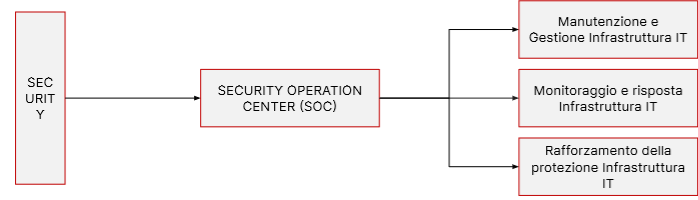 SEC
URIT
Y
SECURITY OPERATION
CENTER (SOC)
Manutenzione e
Gestione Infrastruttura IT
Monitoraggio e risposta
Infrastruttura IT
Rafforzamento della
protezione Infrastruttura
IT